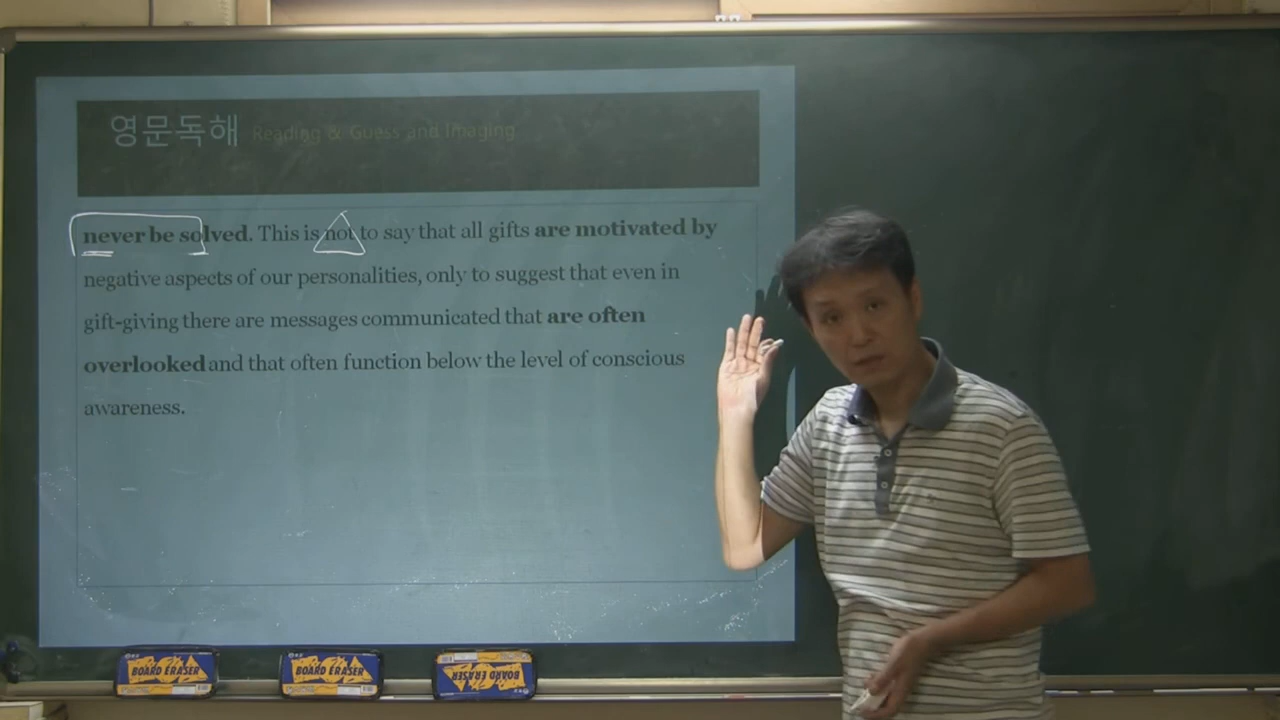 영문독해 Reading & Guess and Imaging
never be solved. This is not to say that all gifts are motivated by
negative aspects of our personalities, only to suggest that even in
gift-giving there are messages communicated that are often
overlooked and that often function below the level of conscious
awareness.
BOARD ERASER
BOARD ERASER
BOARD ERASER